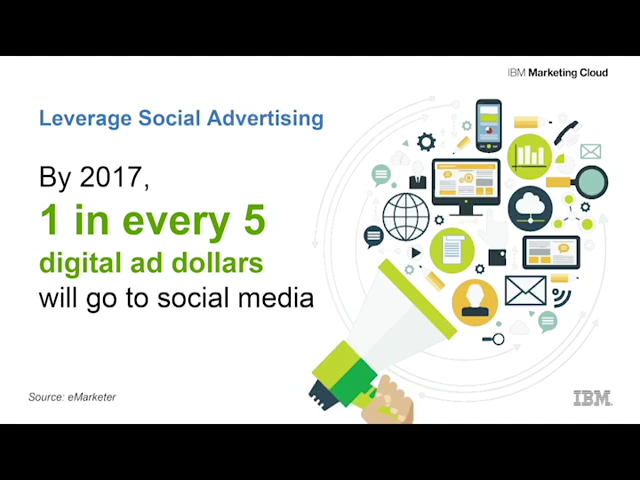 IBM Marketing Cloud
Leverage Social Advertising
By 2017,
1 in every 5
digital ad dollars
will go to social media
Source: eMarketer
IBM